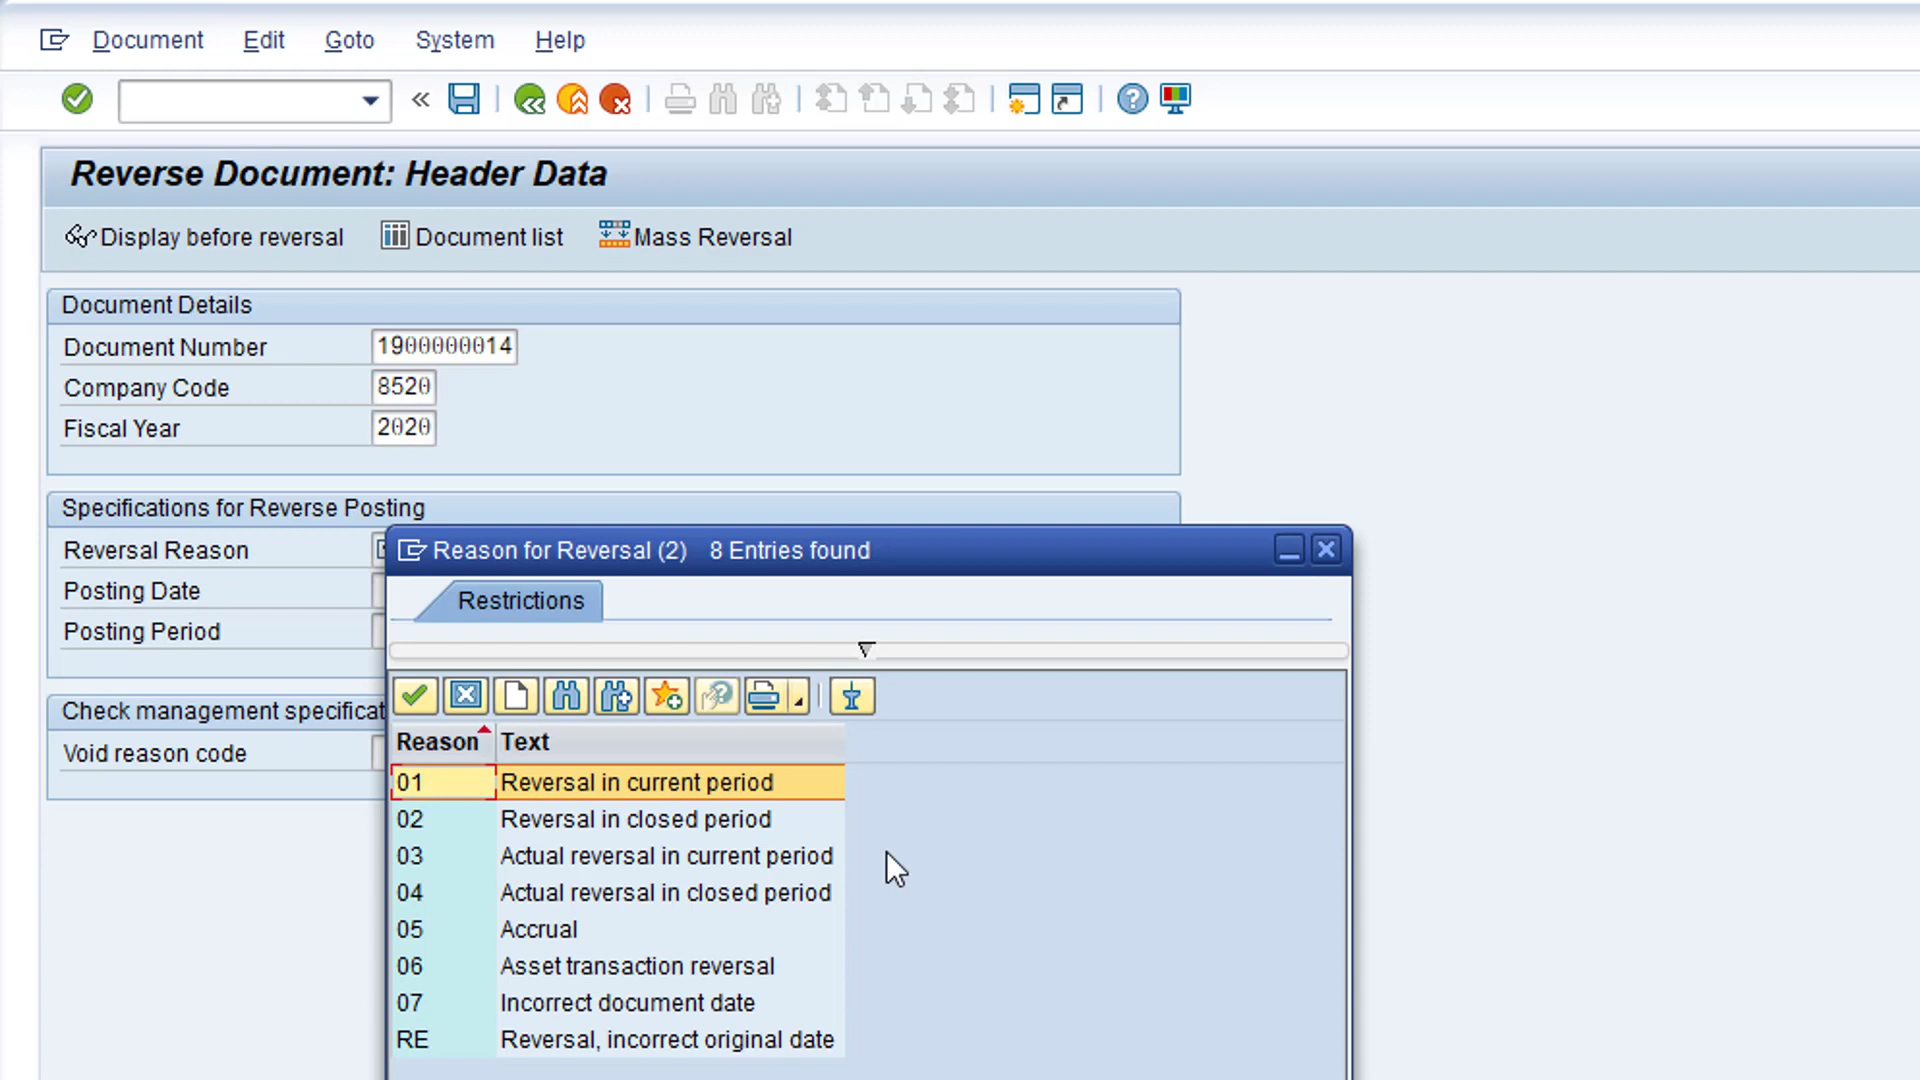 Document Edit Goto System Help
Reverse Document: Header Data
Display before reversal Document list Mass Reversal
Document Details
Document Number 1900000014
Company Code 8520
Fiscal Year 2020
Specifications for Reverse Posting
Reversal Reason
Posting Date
Posting Period
Check management specificat
Void reason code
Reason for Reversal (2) 8 Entries found
Restrictions
Reason Text
01 Reversal in current period
02 Reversal in closed period
03 Actual reversal in current period
04 Actual reversal in closed period
05 Accrual
06 Asset transaction reversal
07 Incorrect document date
RE Reversal, incorrect original date